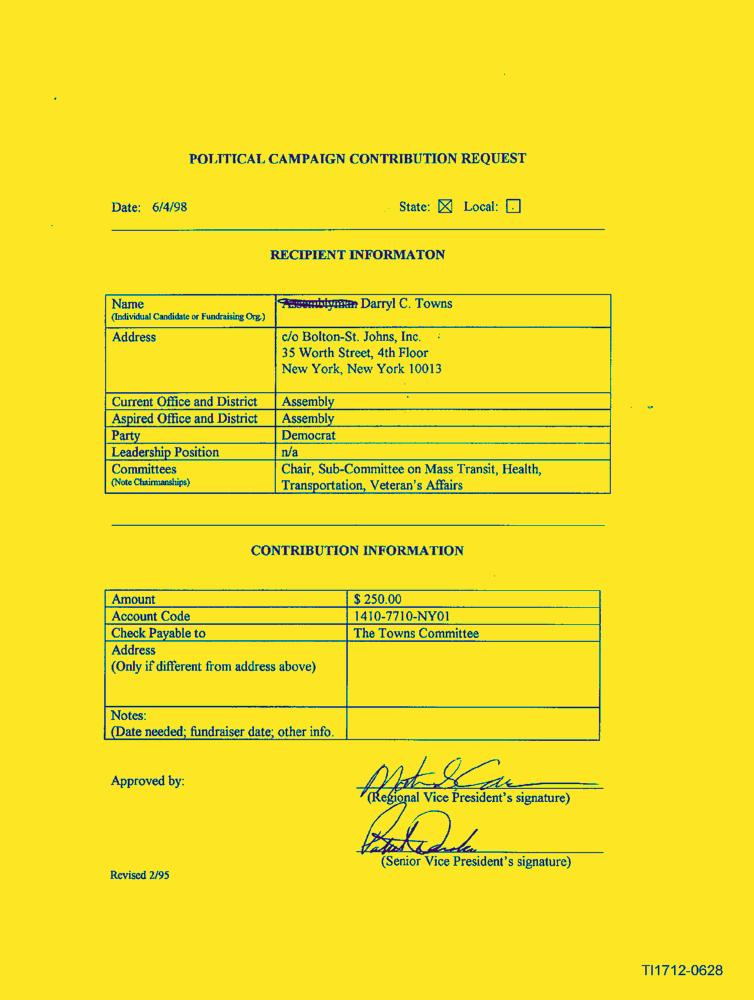 POLITICAL CAMPAIGN CONTRIBUTION REQUEST
Date: 6/4/98 State: ☒ Local: ☐
RECIPIENT INFORMATON
Name Assemblyman Darryl C. Towns
(Individual Candidate or Fundraising Org.)
Address c/o Bolton-St. Johns, Inc.
35 Worth Street, 4th Floor
New York, New York 10013
Current Office and District Assembly
Aspired Office and District Assembly
Party Democrat
Leadership Position n/a
Committees Chair, Sub-Committee on Mass Transit, Health,
(Note Chairmanships) Transportation, Veteran's Affairs
CONTRIBUTION INFORMATION
Amount $ 250.00
Account Code 1410-7710-NY01
Check Payable to The Towns Committee
Address
(Only if different from address above)
Notes:
(Date needed; fundraiser date; other info.
Approved by:
(Regional Vice President's signature)
(Senior Vice President's signature)
Revised 2/95
TI1712-0628